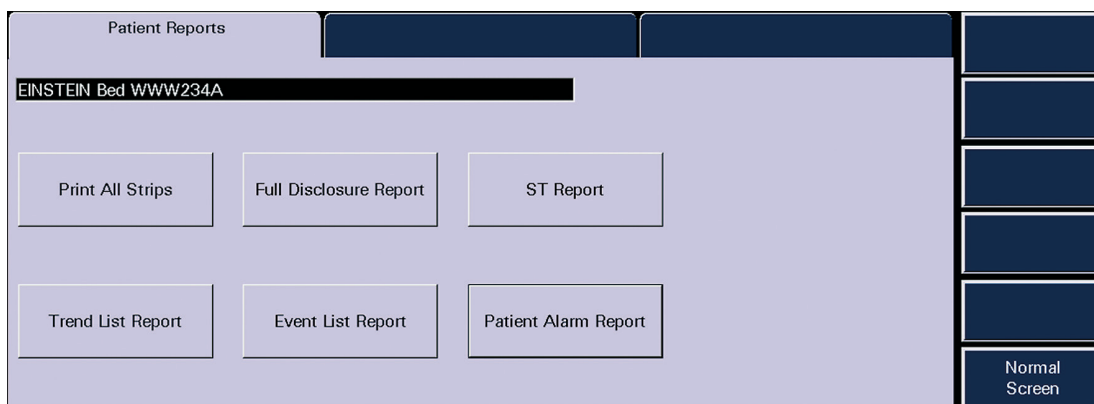 Patient Reports
EINSTEIN Bed WWW234A
Print All Strips
Full Disclosure Report
ST Report
Trend List Report
Event List Report
Patient Alarm Report
Normal
Screen